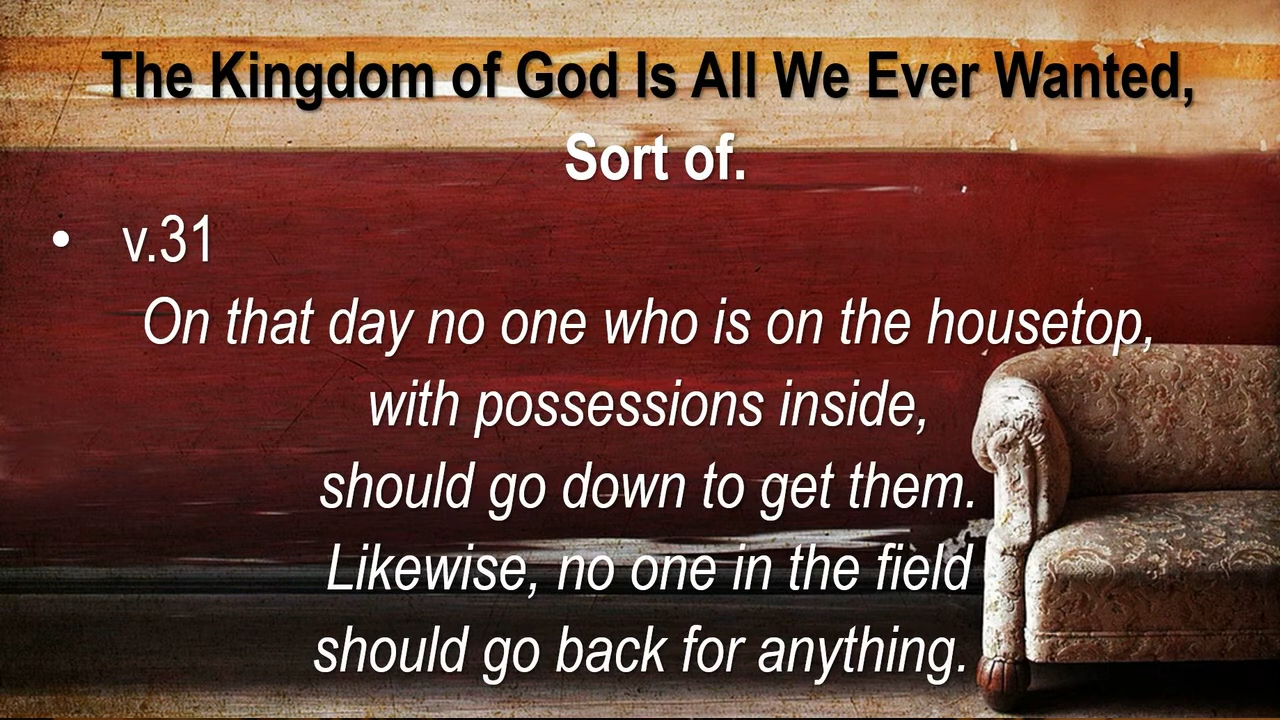 The Kingdom of God Is All We Ever Wanted,
Sort of.
• v.31
On that day no one who is on the housetop,
with possessions inside,
should go down to get them.
Likewise, no one in the field
should go back for anything.